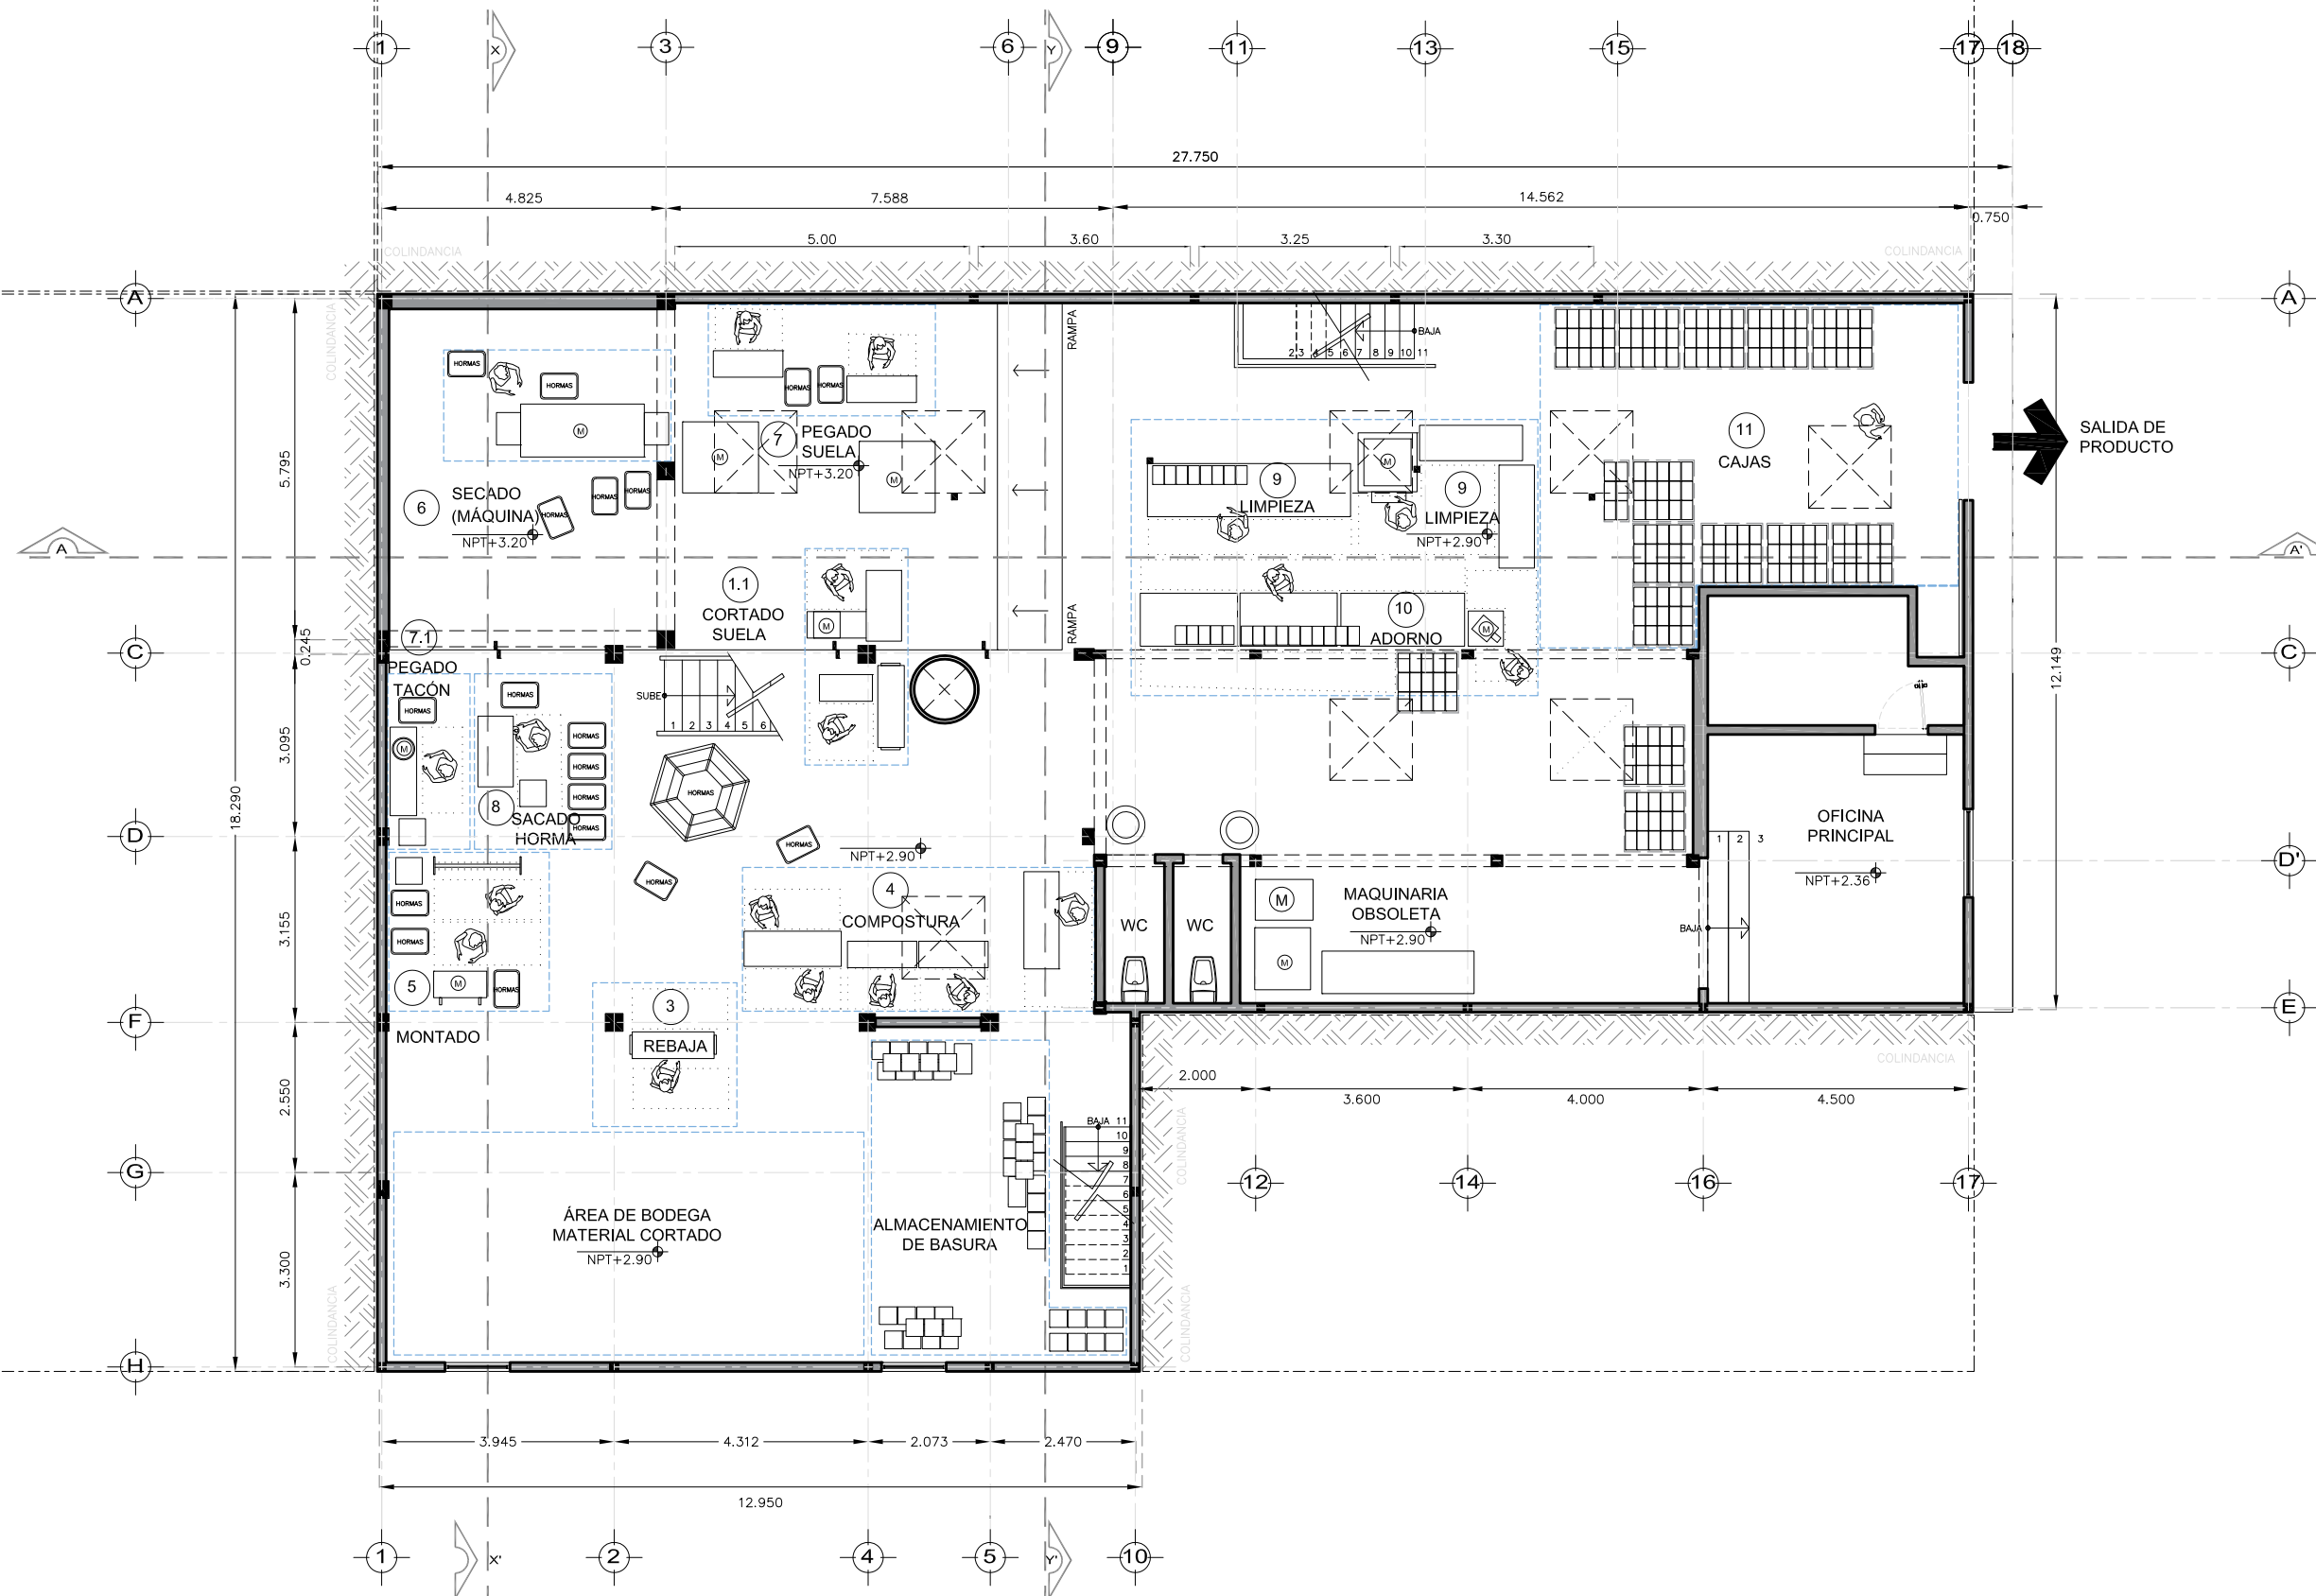 1
X
3
6
Y
9
11
13
15
17
18
27.750
4.825
7.588
14.562
0.750
5.00
3.60
3.25
3.30
COLINDANCIA
COLINDANCIA
A
A
COLINDANCIA
RAMPA
BAJA
2 3 4 5 6 7 8 9 10 11
HORMAS
HORMAS
HORMAS
HORMAS
M
7
PEGADO
SUELA
NPT+3.20
M
M
M
11
CAJAS
SALIDA DE
PRODUCTO
5.795
6
SECADO
(MÁQUINA)
NPT+3.20
HORMAS
HORMAS
HORMAS
9
LIMPIEZA
9
LIMPIEZA
NPT+2.90
A
A'
1.1
CORTADO
SUELA
M
RAMPA
10
ADORNO
M
0.245
C
C
7.1
PEGADO
TACÓN
HORMAS
HORMAS
SUBE
1 2 3 4 5 6
12.149
3.095
M
HORMAS
HORMAS
HORMAS
HORMAS
8
SACADO
HORMA
HORMAS
18.290
D
HORMAS
NPT+2.90
OFICINA
PRINCIPAL
1 2 3
NPT+2.36
D'
3.155
HORMAS
HORMAS
HORMAS
4
COMPOSTURA
WC
WC
M
M
MAQUINARIA
OBSOLETA
NPT+2.90
BAJA
5
M
HORMAS
3
REBAJA
F
MONTADO
E
COLINDANCIA
2.000
3.600
4.000
4.500
2.550
COLINDANCIA
BAJA 11
10
9
8
7
6
5
4
3
2
1
G
12
14
16
17
ÁREA DE BODEGA
MATERIAL CORTADO
NPT+2.90
ALMACENAMIENTO
DE BASURA
3.300
COLINDANCIA
COLINDANCIA
H
3.945
4.312
2.073
2.470
12.950
1
X'
2
4
5
Y'
10